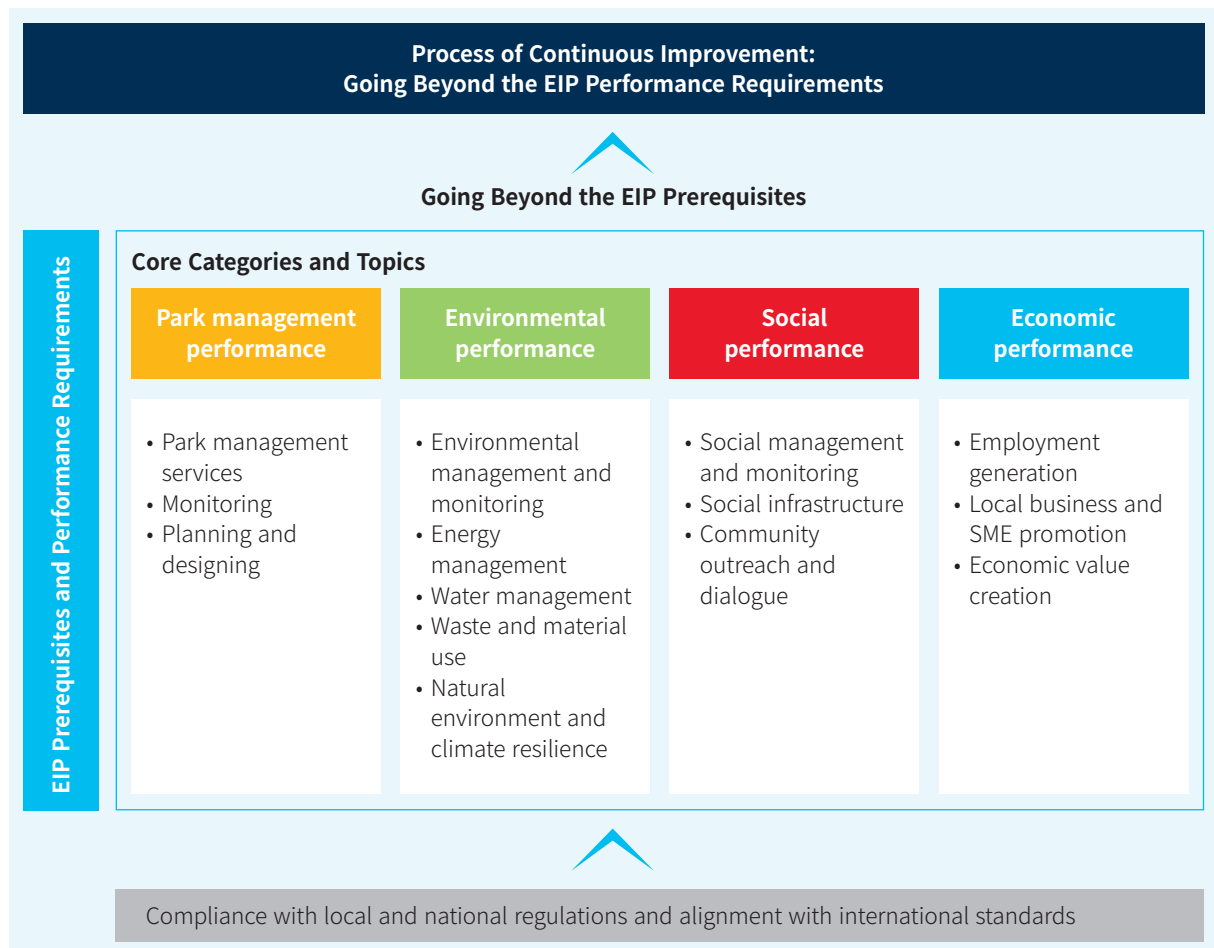 Process of Continuous Improvement:
Going Beyond the EIP Performance Requirements
Going Beyond the EIP Prerequisites
EIP Prerequisites and Performance Requirements
Core Categories and Topics
Park management
performance
• Park management
services
• Monitoring
• Planning and
designing
Environmental
performance
• Environmental
management and
monitoring
• Energy
management
• Water management
• Waste and material
use
• Natural
environment and
climate resilience
Social
performance
• Social management
and monitoring
• Social infrastructure
• Community
outreach and
dialogue
Economic
performance
• Employment
generation
• Local business and
SME promotion
• Economic value
creation
Compliance with local and national regulations and alignment with international standards